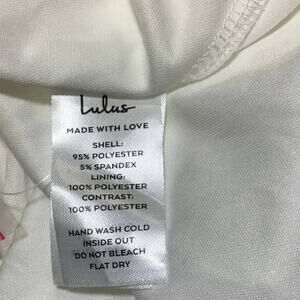 Lulus
MADE WITH LOVE
SHELL:
95% POLYESTER
5% SPANDEX
LINING:
100% POLYESTER
CONTRAST:
100% POLYESTER
HAND WASH COLD
INSIDE OUT
DO NOT BLEACH
FLAT DRY